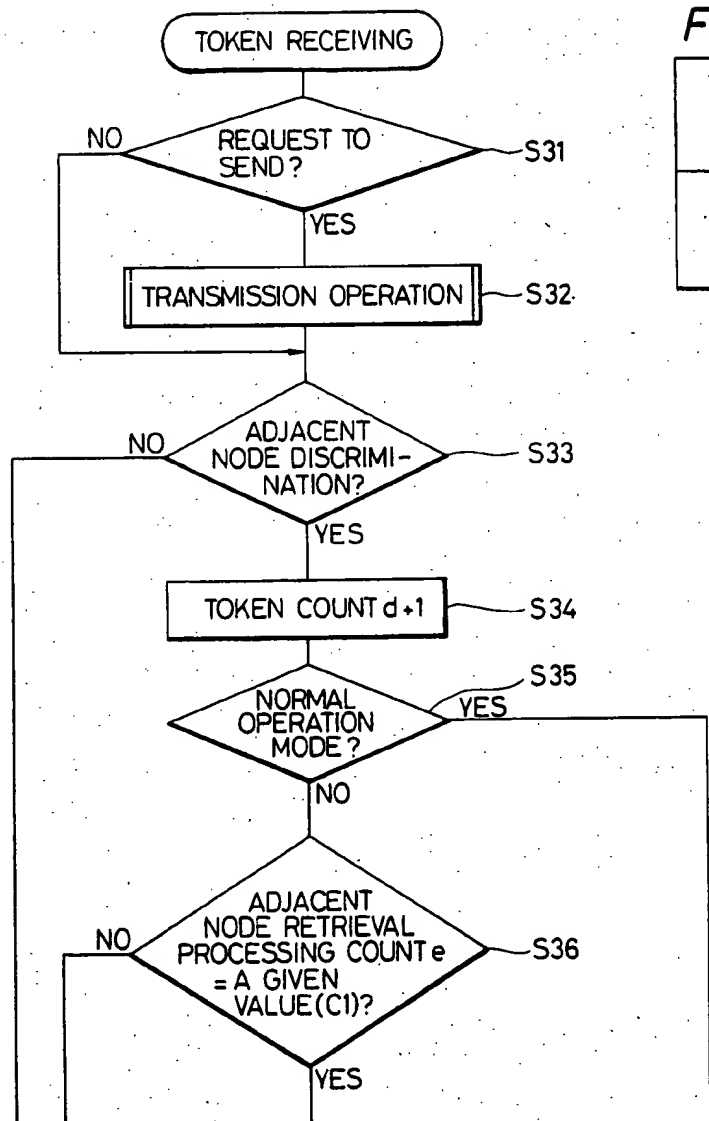 TOKEN RECEIVING
F
NO
REQUEST TO
SEND?
S31
YES
TRANSMISSION OPERATION
S32
NO
ADJACENT
NODE DISCRIMI-
NATION?
S33
YES
TOKEN COUNT d+1
S34
S35
NORMAL
OPERATION
MODE?
YES
NO
ADJACENT
NODE RETRIEVAL
PROCESSING COUNT e
= A GIVEN
VALUE(C1)?
NO
S36
YES